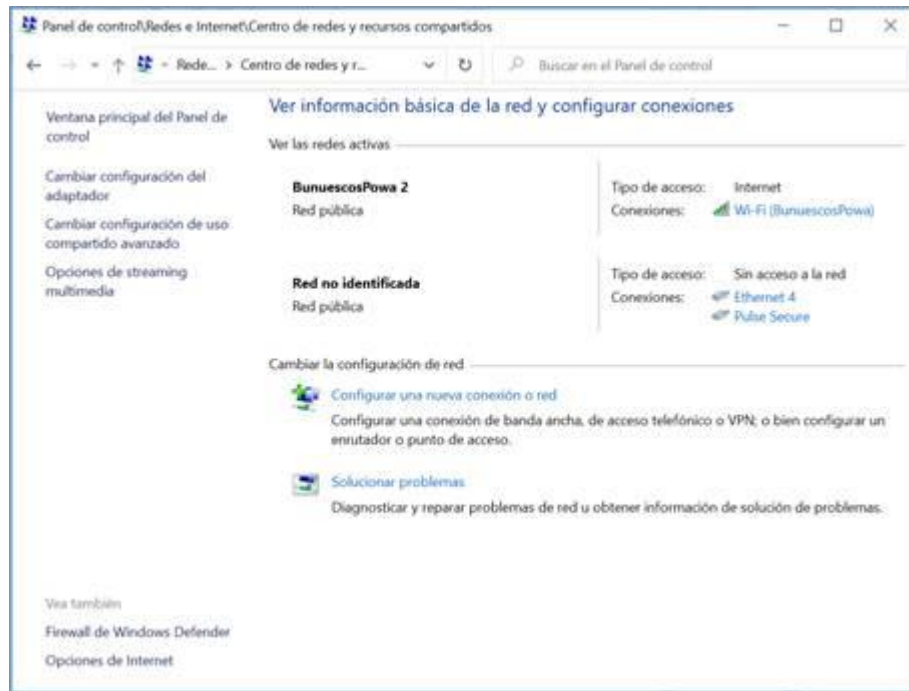 Panel de control\Redes e Internet\Centro de redes y recursos compartidos
Rede... > Centro de redes y r...
Buscar en el Panel de control
Ventana principal del Panel de
control
Cambiar configuración del
adaptador
Cambiar configuración de uso
compartido avanzado
Opciones de streaming
multimedia
Ver información básica de la red y configurar conexiones
Ver las redes activas
BunuescosPowa 2
Red pública
Tipo de acceso: Internet
Conexiones: Wi-Fi (BunuescosPowa)
Red no identificada
Red pública
Tipo de acceso: Sin acceso a la red
Conexiones: Ethernet 4
Pulse Secure
Cambiar la configuración de red
Configurar una nueva conexión o red
Configurar una conexión de banda ancha, de acceso telefónico o VPN; o bien configurar un
enrutador o punto de acceso.
Solucionar problemas
Diagnosticar y reparar problemas de red u obtener información de solución de problemas.
Vea también
Firewall de Windows Defender
Opciones de Internet